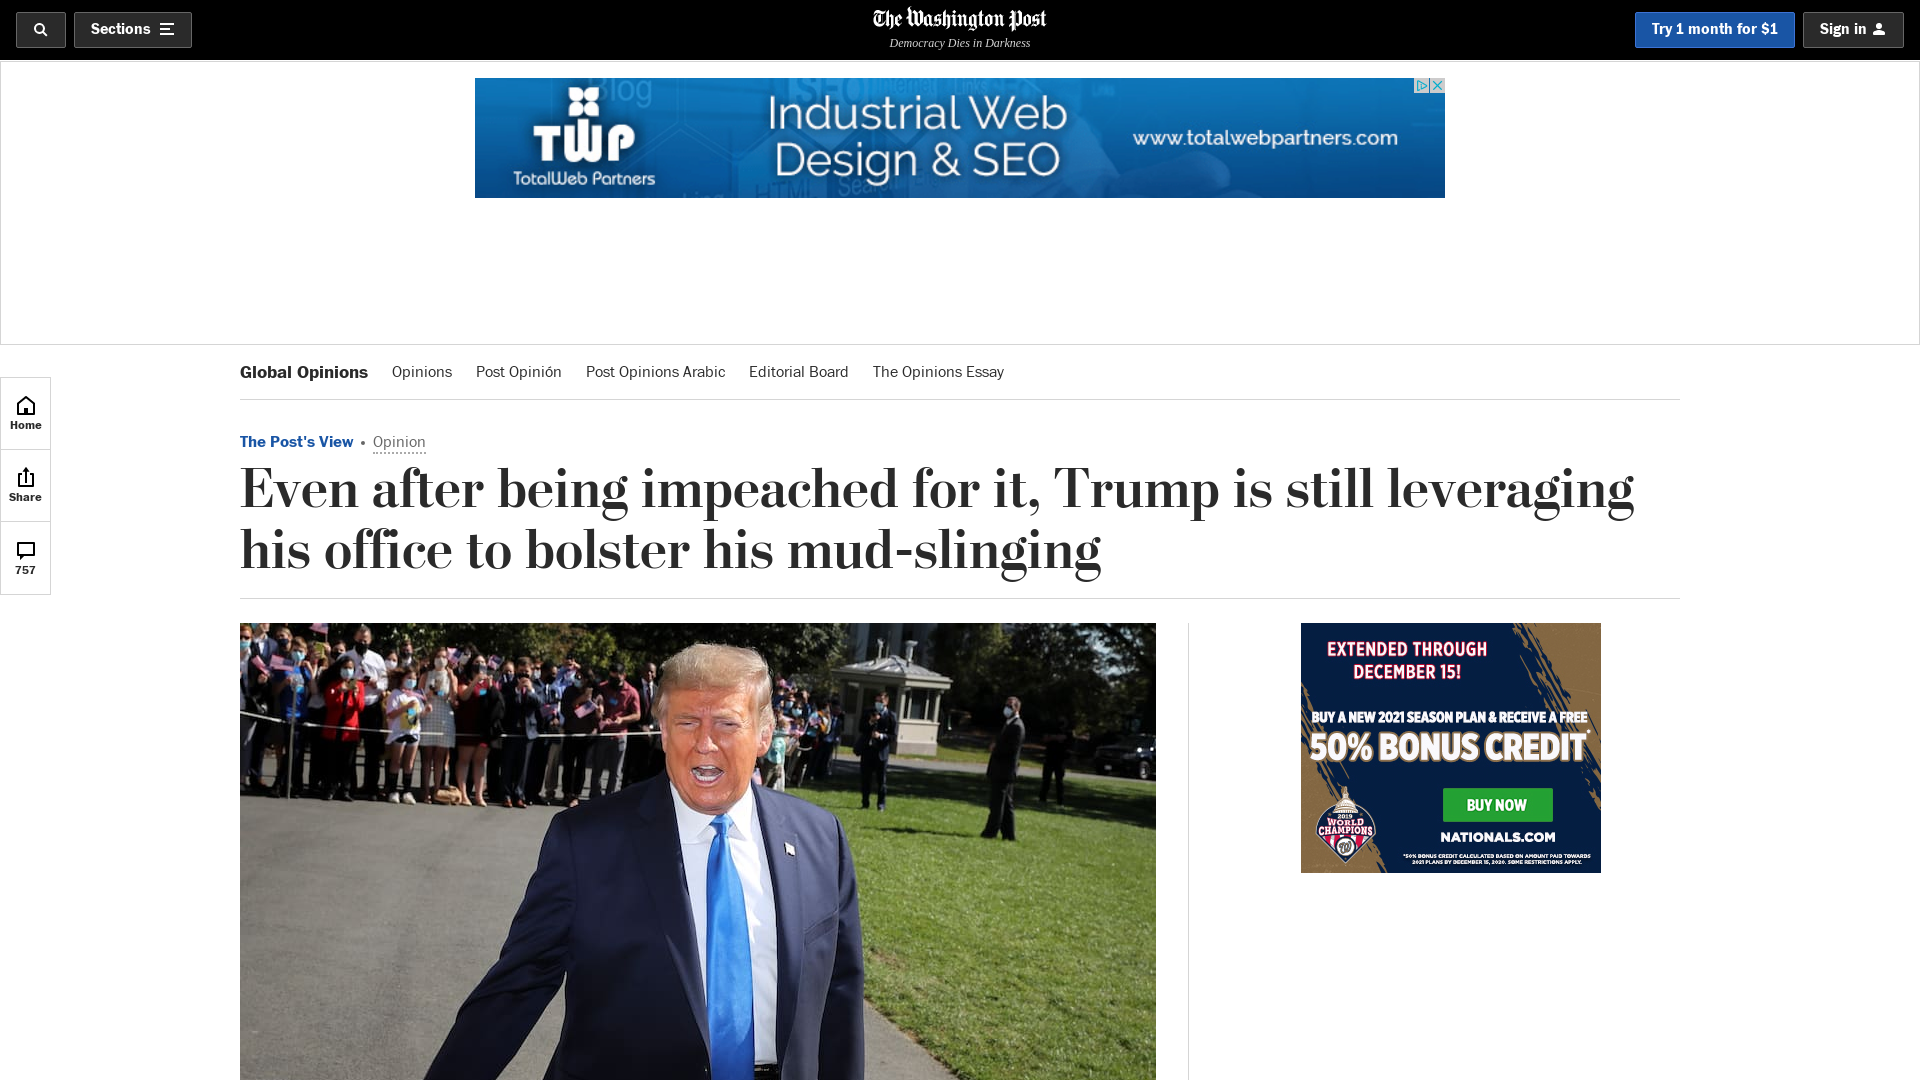 Sections
The Washington Post
Democracy Dies in Darkness
Try 1 month for $1
Sign in
TWP
TotalWeb Partners
Industrial Web
Design & SEO
www.totalwebpartners.com
Blog
SEO
Global Opinions
Opinions
Post Opinión
Post Opinions Arabic
Editorial Board
The Opinions Essay
Home
Share
757
The Post's View • Opinion
Even after being impeached for it, Trump is still leveraging
his office to bolster his mud-slinging
EXTENDED THROUGH
DECEMBER 15!
BUY A NEW 2021 SEASON PLAN & RECEIVE A FREE
50% BONUS CREDIT*
BUY NOW
NATIONALS.COM
2019
WORLD
CHAMPIONS
W
*50% BONUS CREDIT CALCULATED BASED ON AMOUNT PAID TOWARDS
2021 PLANS BY DECEMBER 15, 2020. SOME RESTRICTIONS APPLY.